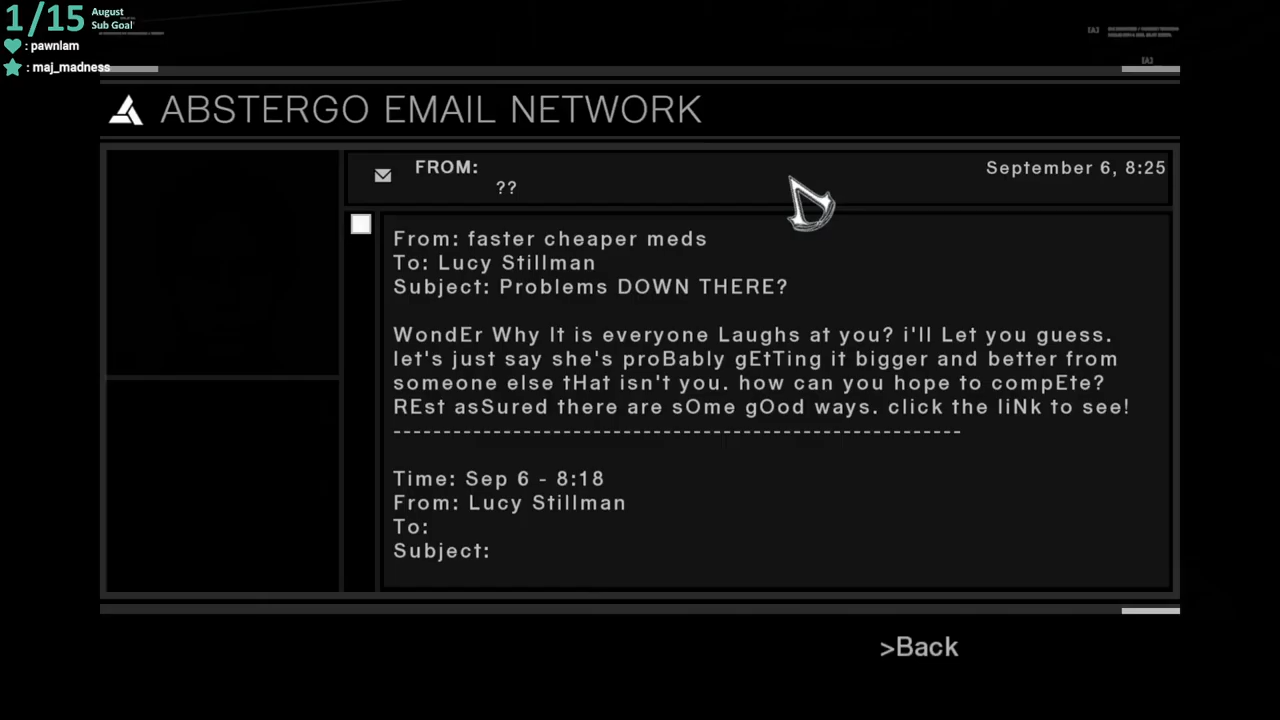 1/15 August
Sub Goal
: pawnlam
: maj_madness
ABSTERGO EMAIL NETWORK
FROM:
??
September 6, 8:25
From: faster cheaper meds
To: Lucy Stillman
Subject: Problems DOWN THERE?
WondEr Why It is everyone Laughs at you? i'll Let you guess.
let's just say she's proBably gEtTing it bigger and better from
someone else tHat isn't you. how can you hope to compEte?
REst asSured there are sOme gOod ways. click the liNk to see!
---------------------------------------------------------
Time: Sep 6 - 8:18
From: Lucy Stillman
To:
Subject:
>Back